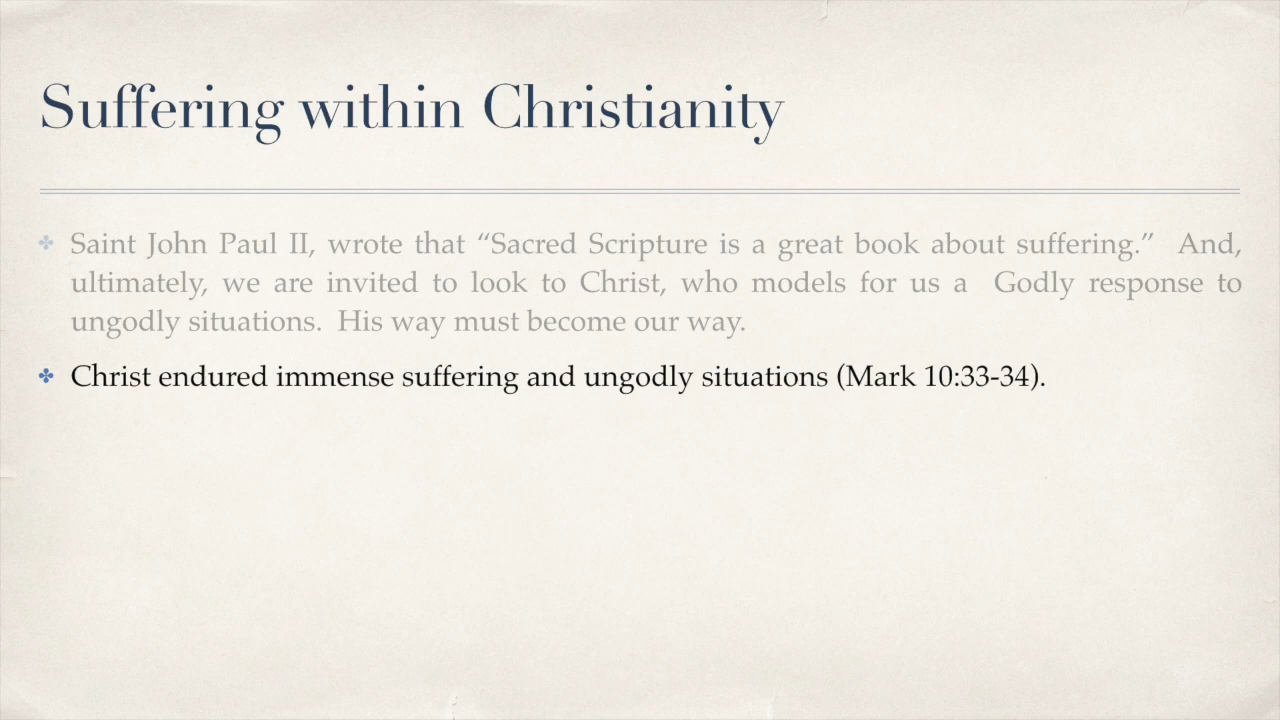 Suffering within Christianity
Saint John Paul II, wrote that “Sacred Scripture is a great book about suffering.”  And,
ultimately, we are invited to look to Christ, who models for us a  Godly response to
ungodly situations.  His way must become our way.
Christ endured immense suffering and ungodly situations (Mark 10:33-34).